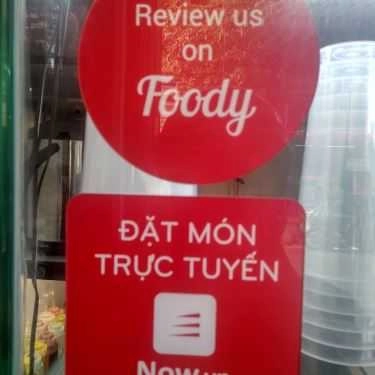 Review us
on
Foody
ĐẶT MÓN
TRỰC TUYẾN